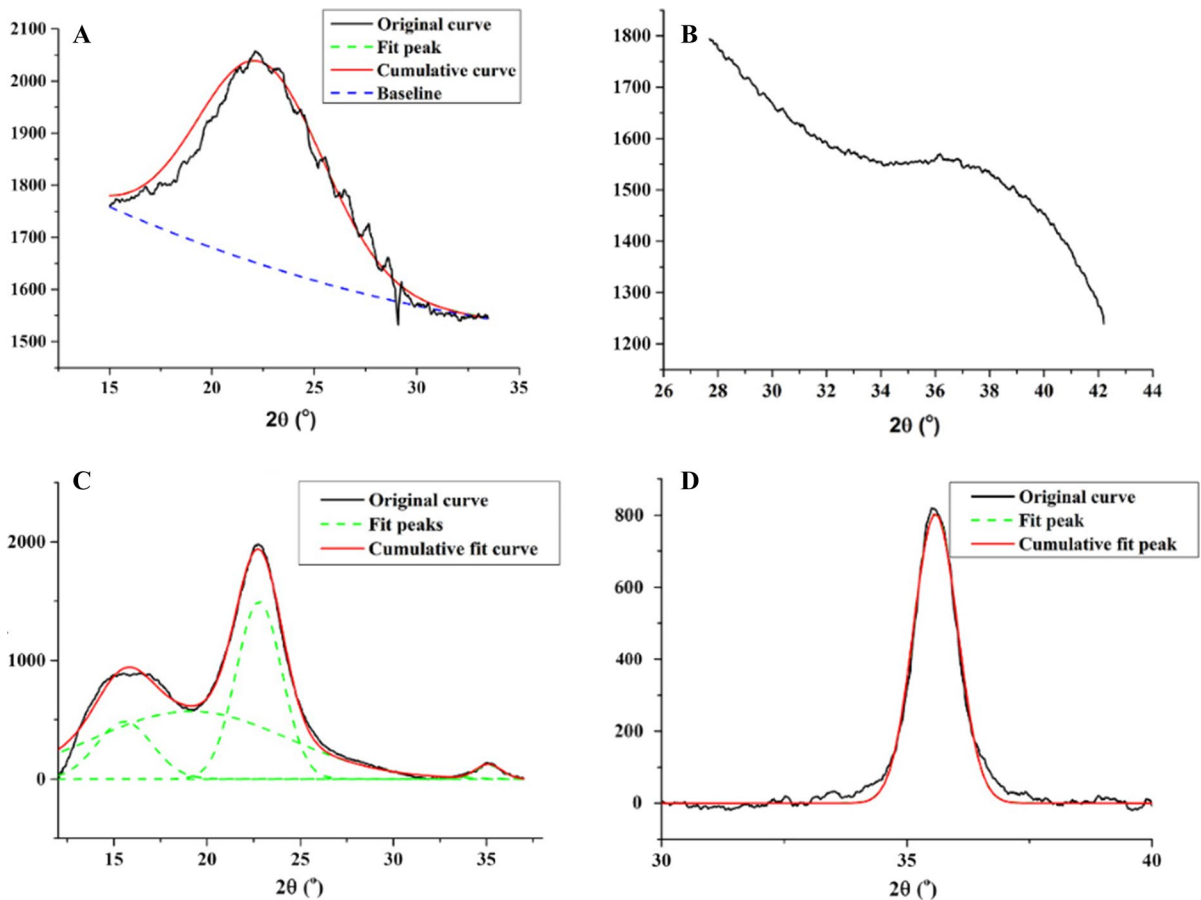 A
Original curve
Fit peak
Cumulative curve
Baseline
2100
2050
2000
1900
1800
1700
1600
1500
15 20 25 30 35
2θ (°)
B
1800
1700
1600
1500
1400
1300
1200
26 28 30 32 34 36 38 40 42 44
2θ (°)
C
Original curve
Fit peaks
Cumulative fit curve
2000
1000
0
15 20 25 30 35
2θ (°)
D
Original curve
Fit peak
Cumulative fit peak
800
600
400
200
0
30 35 40
2θ (°)